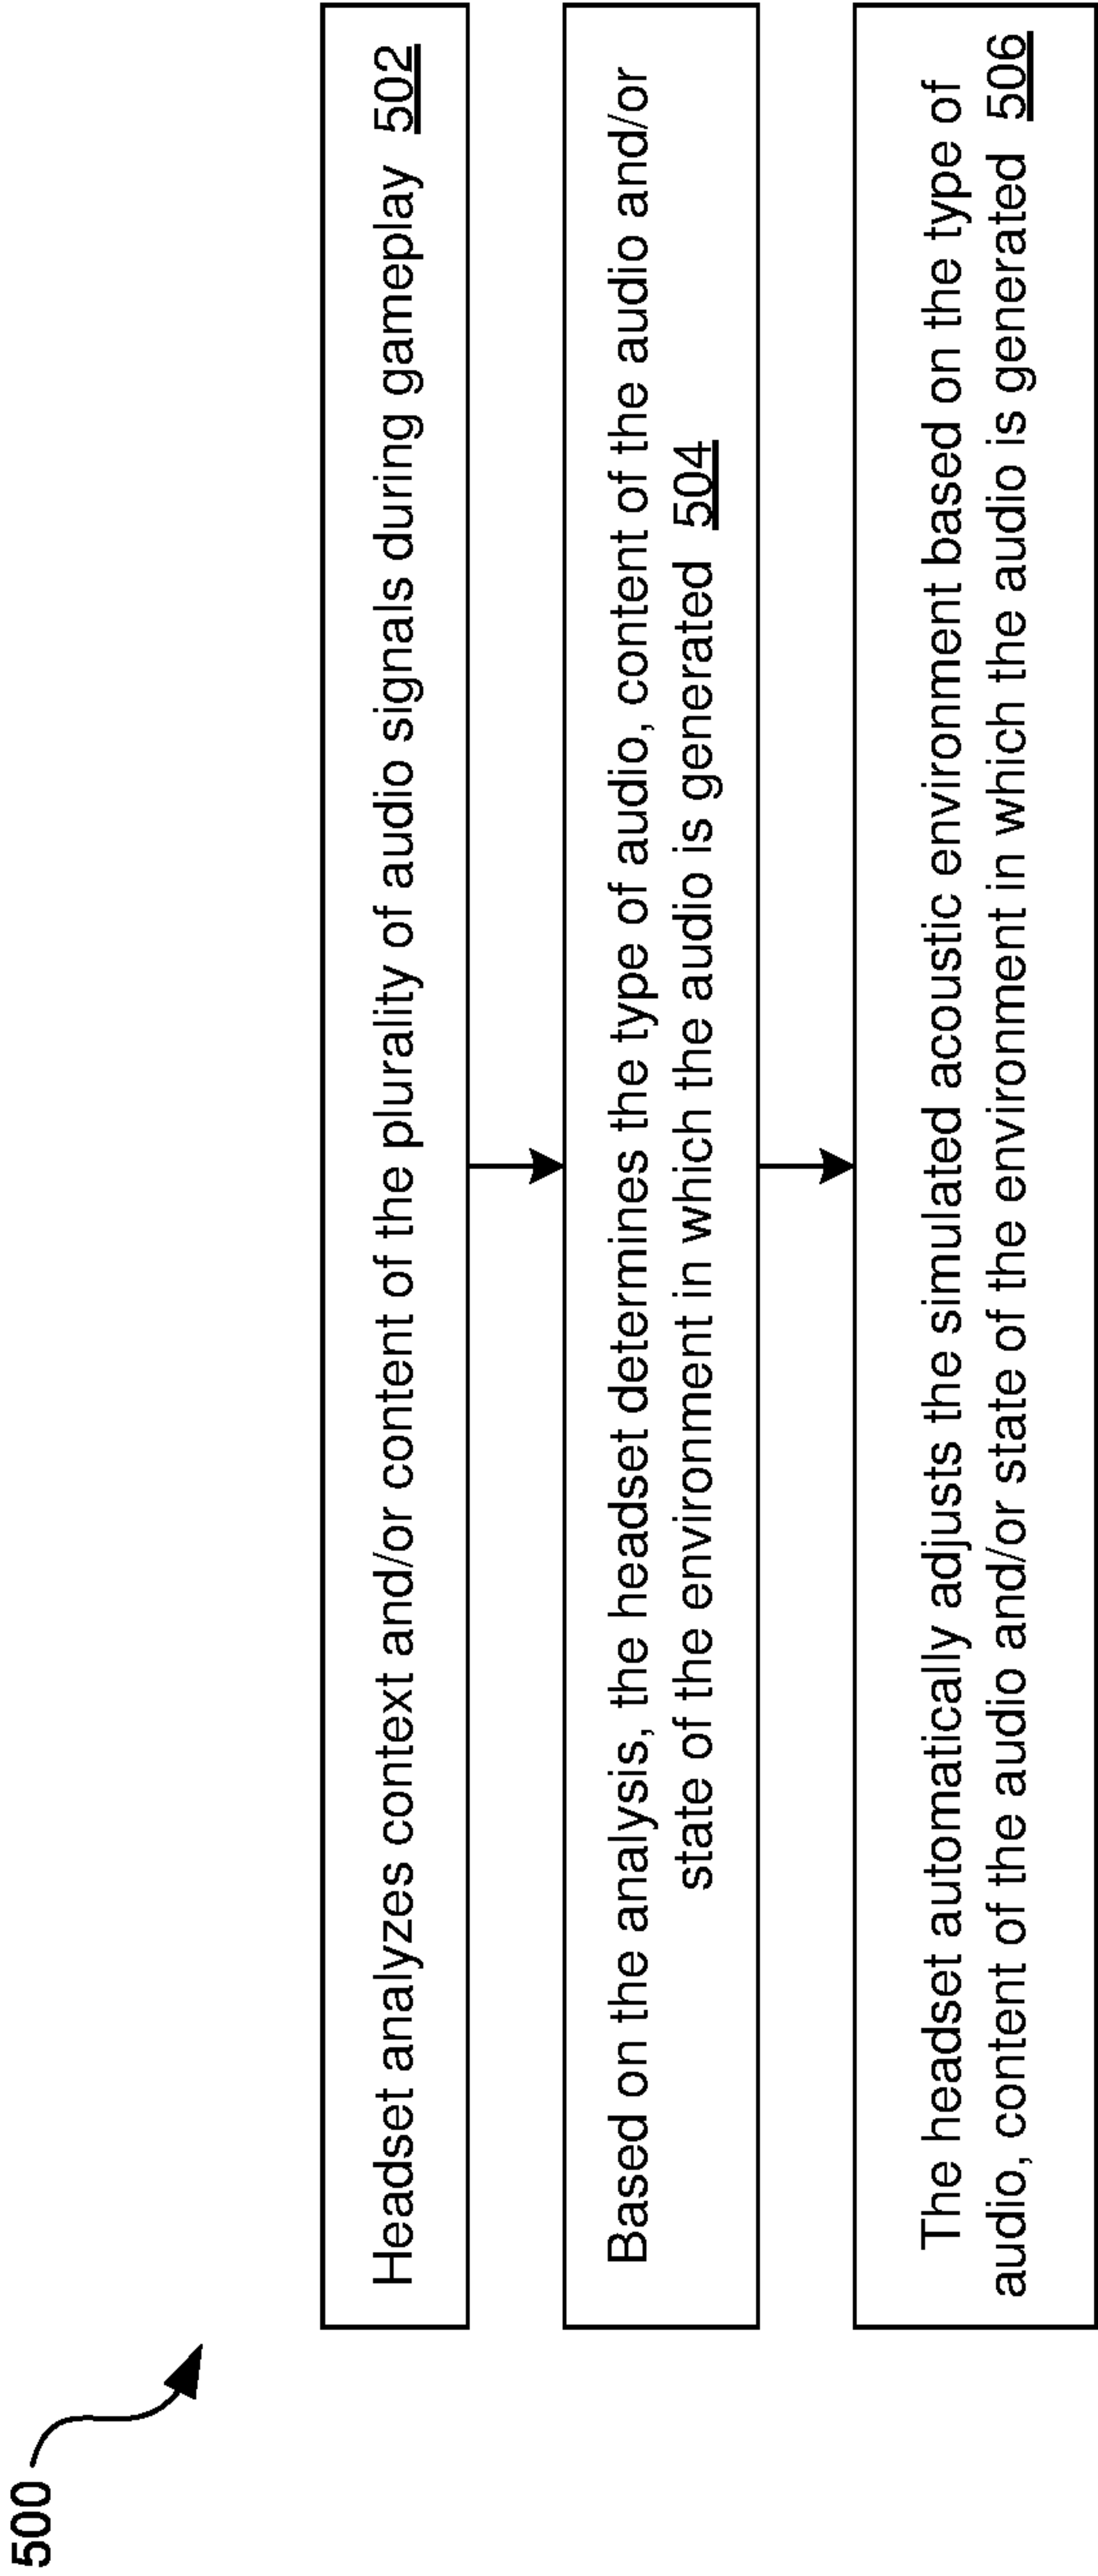 500
Headset analyzes context and/or content of the plurality of audio signals during gameplay 502
Based on the analysis, the headset determines the type of audio, content of the audio and/or
state of the environment in which the audio is generated 504
The headset automatically adjusts the simulated acoustic environment based on the type of
audio, content of the audio and/or state of the environment in which the audio is generated 506